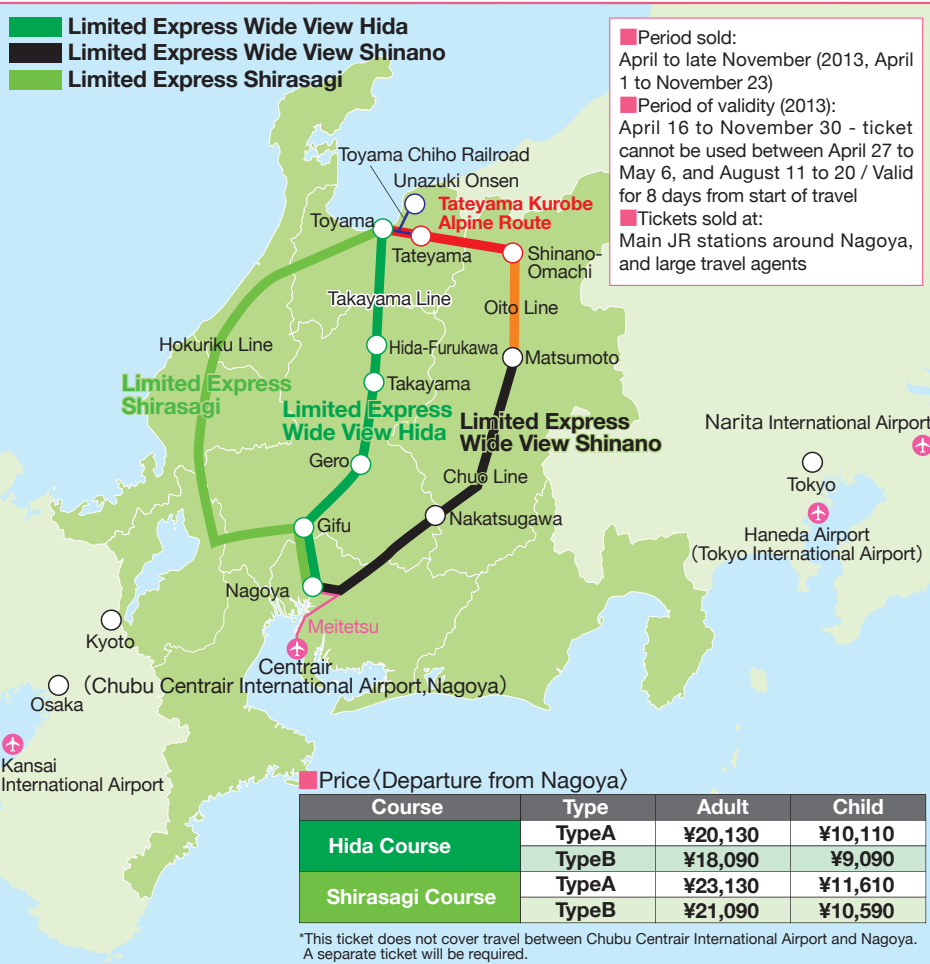 Limited Express Wide View Hida
Limited Express Wide View Shinano
Limited Express Shirasagi
■Period sold:
April to late November (2013, April
1 to November 23)
■Period of validity (2013):
April 16 to November 30 - ticket
cannot be used between April 27 to
May 6, and August 11 to 20 / Valid
for 8 days from start of travel
■Tickets sold at:
Main JR stations around Nagoya,
and large travel agents
Toyama Chiho Railroad
Unazuki Onsen
Tateyama Kurobe
Alpine Route
Toyama
Tateyama
Shinano-
Omachi
Takayama Line
Oito Line
Hokuriku Line
Hida-Furukawa
Matsumoto
Takayama
Limited Express
Shirasagi
Limited Express
Wide View Hida
Limited Express
Wide View Shinano
Narita International Airport
Gero
Chuo Line
Tokyo
Nakatsugawa
Gifu
Haneda Airport
(Tokyo International Airport)
Nagoya
Meitetsu
Kyoto
Centrair
(Chubu Centrair International Airport,Nagoya)
Osaka
Kansai
International Airport
■Price〈Departure from Nagoya〉
Course Type Adult Child
Hida Course
TypeA ¥20,130 ¥10,110
TypeB ¥18,090 ¥9,090
Shirasagi Course
TypeA ¥23,130 ¥11,610
TypeB ¥21,090 ¥10,590
*This ticket does not cover travel between Chubu Centrair International Airport and Nagoya.
A separate ticket will be required.